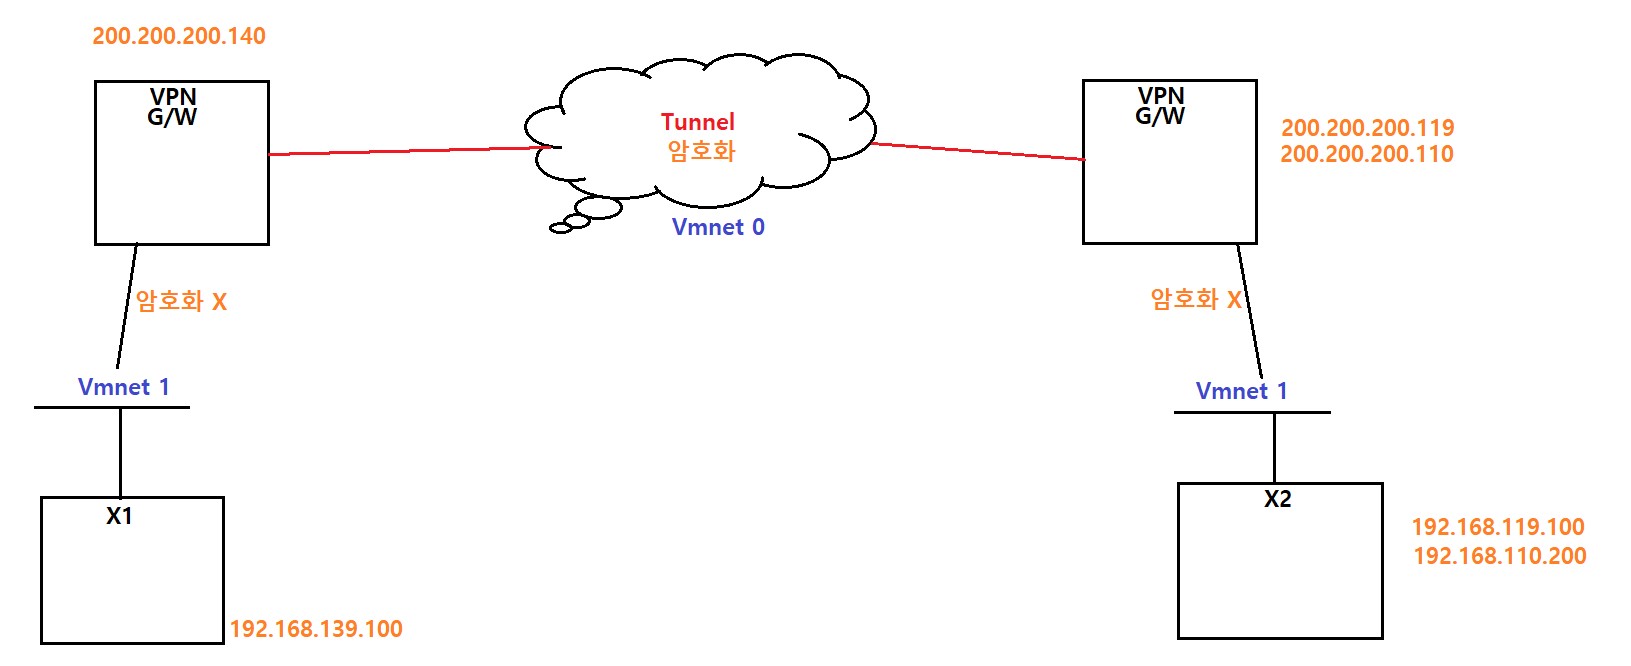 200.200.200.140
VPN
G/W
Tunnel
암호화
Vmnet 0
VPN
G/W
200.200.200.119
200.200.200.110
암호화 X
암호화 X
Vmnet 1
Vmnet 1
X1
192.168.139.100
X2
192.168.119.100
192.168.110.200